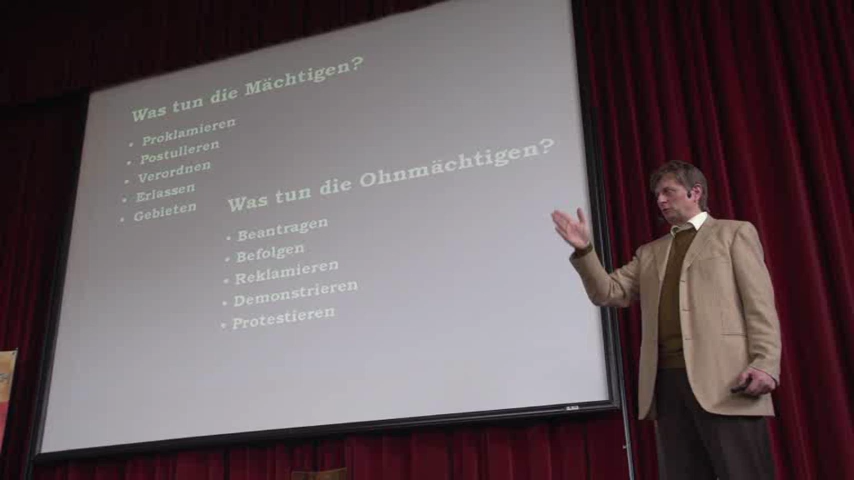 Was tun die Mächtigen?
• Proklamieren
• Postulieren
• Verordnen
• Erlassen
• Gebieten
Was tun die Ohnmächtigen?
• Beantragen
• Befolgen
• Reklamieren
• Demonstrieren
• Protestieren